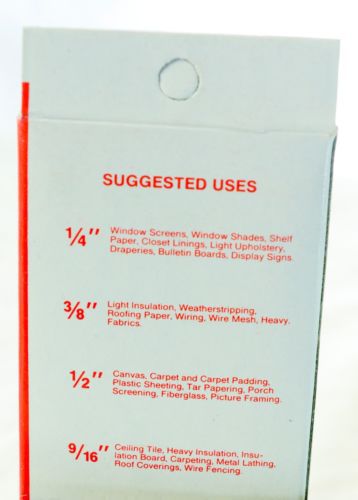 SUGGESTED USES
1/4" Window Screens, Window Shades, Shelf
Paper, Closet Linings, Light Upholstery,
Draperies, Bulletin Boards, Display Signs.
3/8" Light Insulation, Weatherstripping,
Roofing Paper, Wiring, Wire Mesh, Heavy.
Fabrics.
1/2" Canvas, Carpet and Carpet Padding,
Plastic Sheeting, Tar Papering, Porch
Screening, Fiberglass, Picture Framing.
9/16" Ceiling Tile, Heavy Insulation, Insu-
lation Board, Carpeting, Metal Lathing,
Roof Coverings, Wire Fencing.